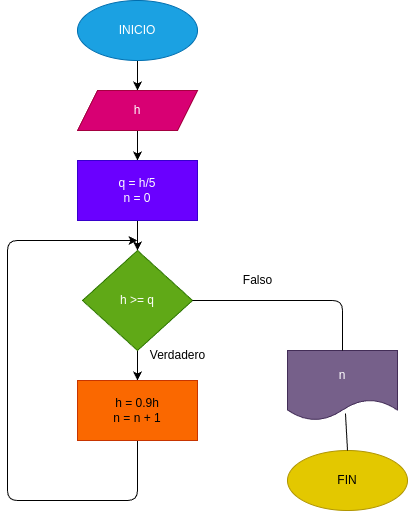 INICIO
h
q = h/5
n = 0
h >= q
Falso
Verdadero
n
h = 0.9h
n = n + 1
FIN